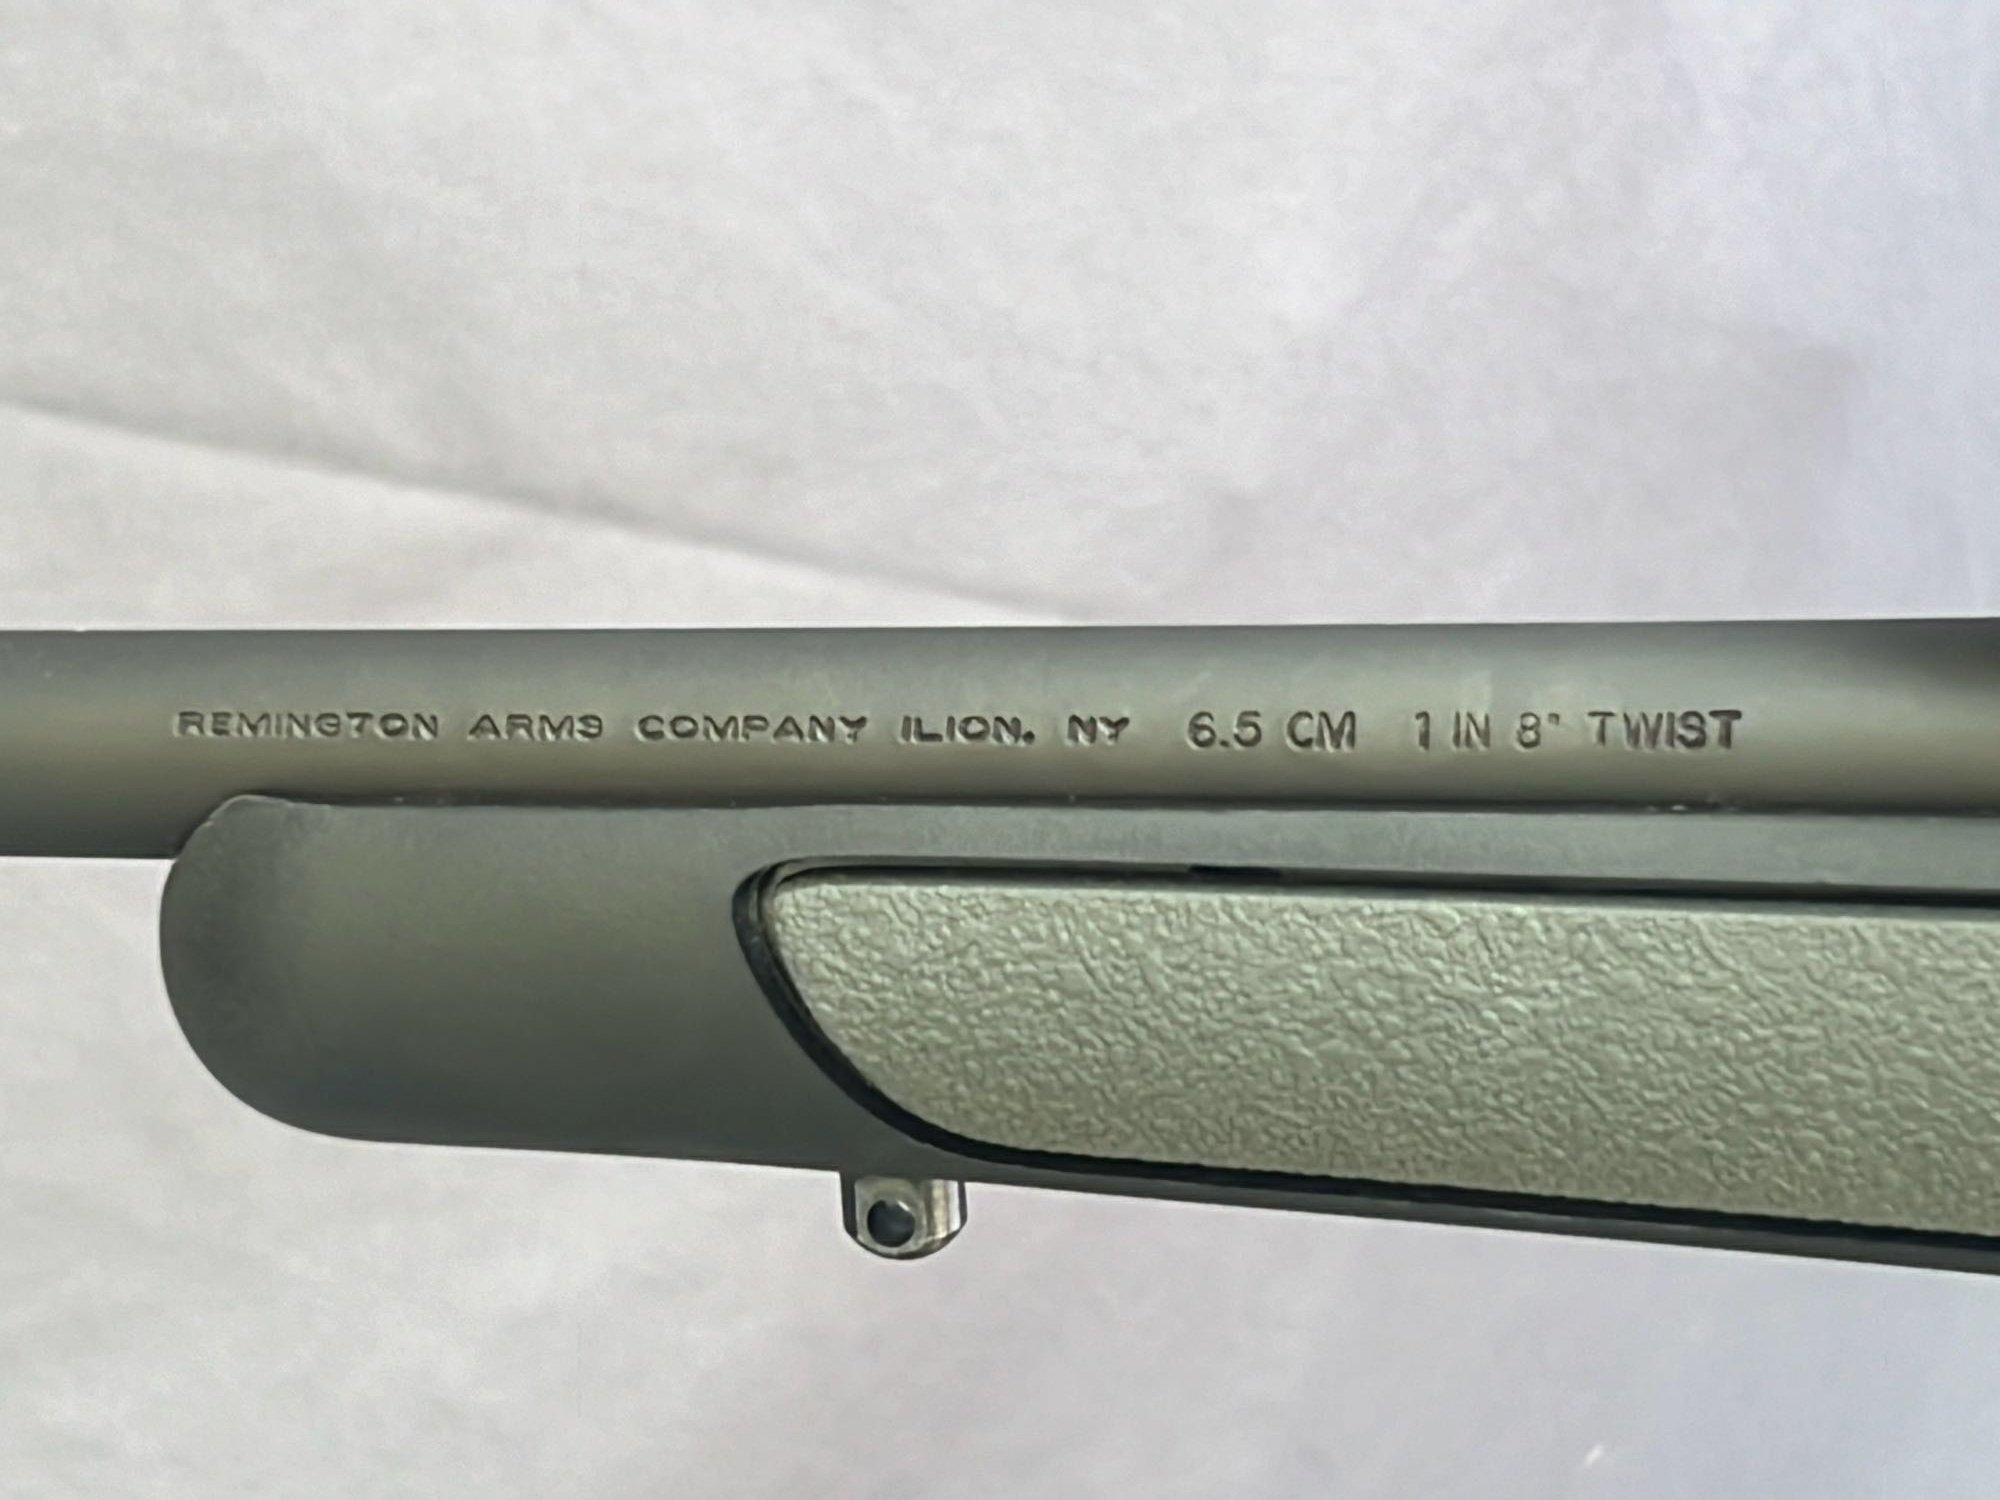 REMINGTON ARMS COMPANY ILION, NY 6.5 CM 1 IN 8" TWIST